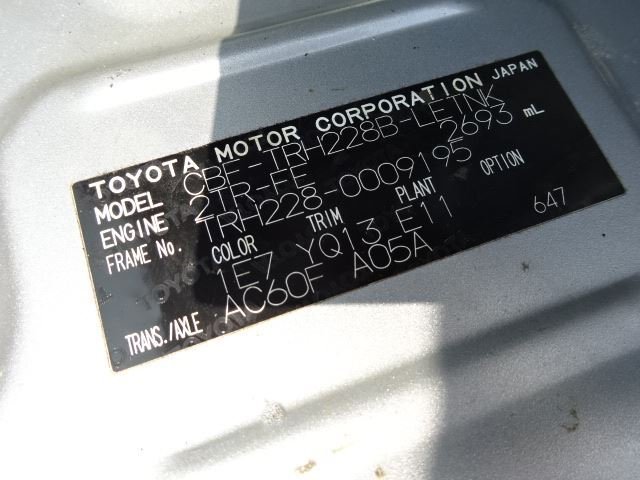 TOYOTA MOTOR CORPORATION JAPAN
MODEL CBF-TRH228B-LETNK
ENGINE 2TR-FE 2693 mL
FRAME No. TRH228-0009195
COLOR TRIM PLANT OPTION
1E7 YQ13 E11
TRANS./AXLE AC60F A05A 647